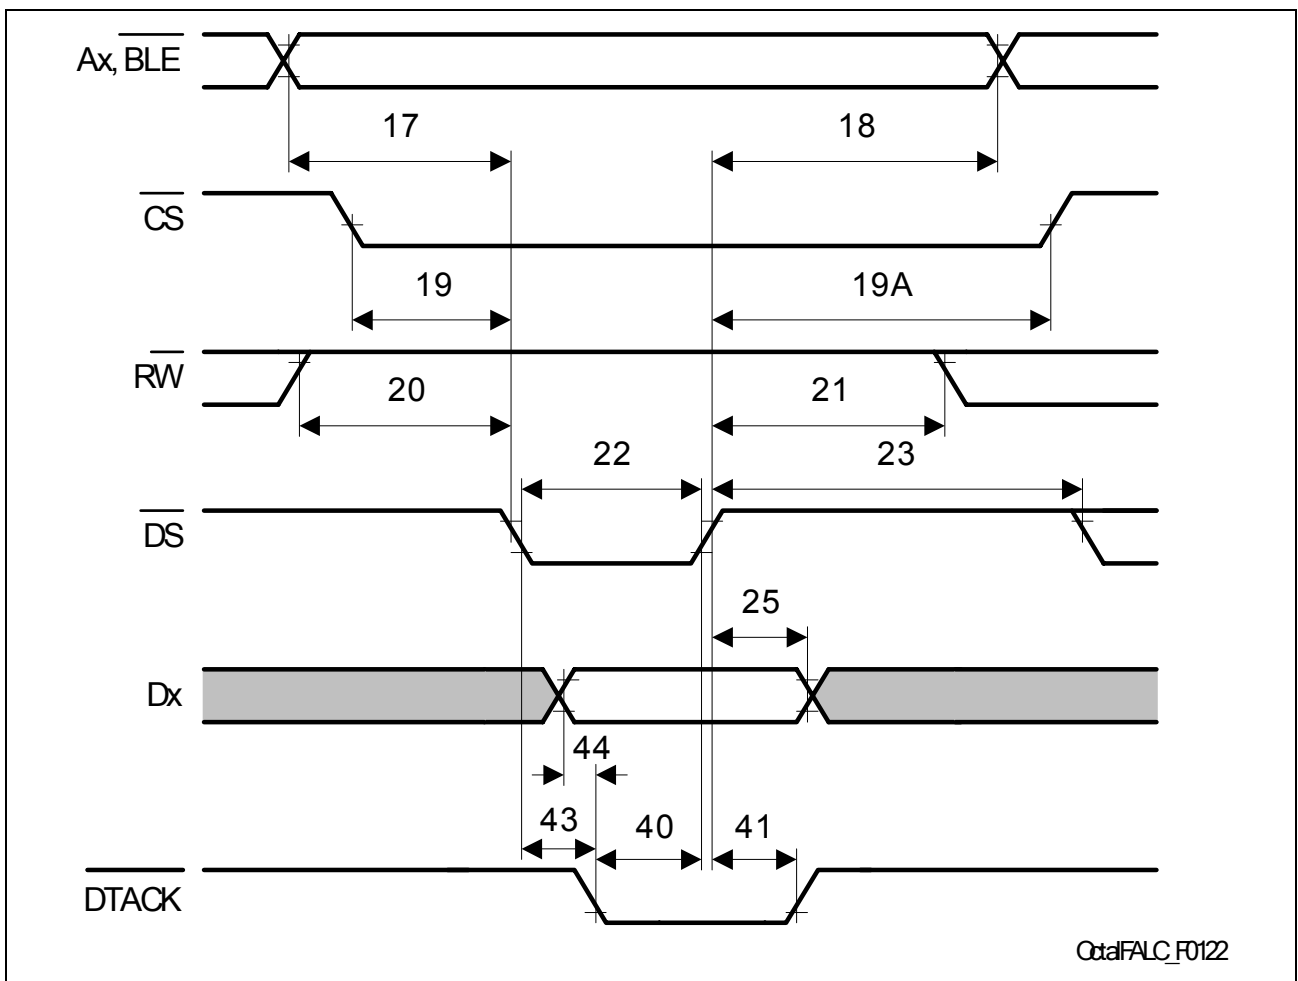 Ax, BLE
17
18
CS
19
19A
RW
20
21
22
23
DS
25
Dx
44
43
40
41
DTACK
OctalFALC_F0122